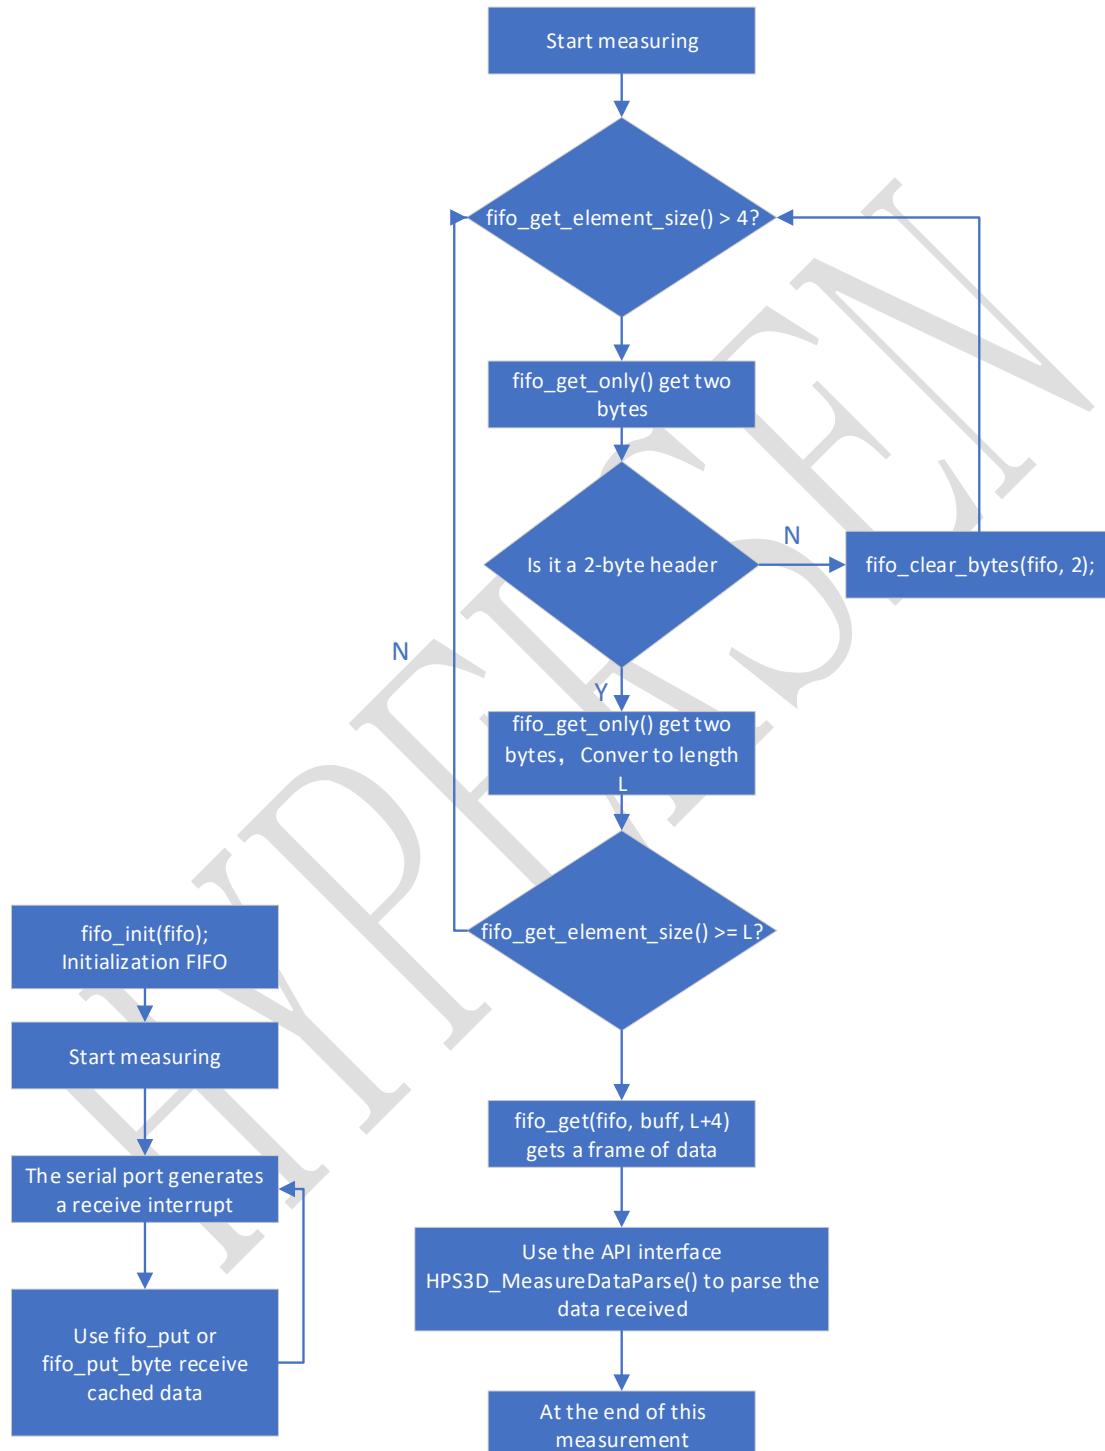 Start measuring
fifo_get_element_size() > 4?
fifo_get_only() get two
bytes
Is it a 2-byte header
N
fifo_clear_bytes(fifo, 2);
N
Y
fifo_get_only() get two
bytes，Conver to length
L
fifo_get_element_size() >= L?
fifo_get(fifo, buff, L+4)
gets a frame of data
Use the API interface
HPS3D_MeasureDataParse() to parse the
data received
At the end of this
measurement
fifo_init(fifo);
Initialization FIFO
Start measuring
The serial port generates
a receive interrupt
Use fifo_put or
fifo_put_byte receive
cached data
HYPEASEN